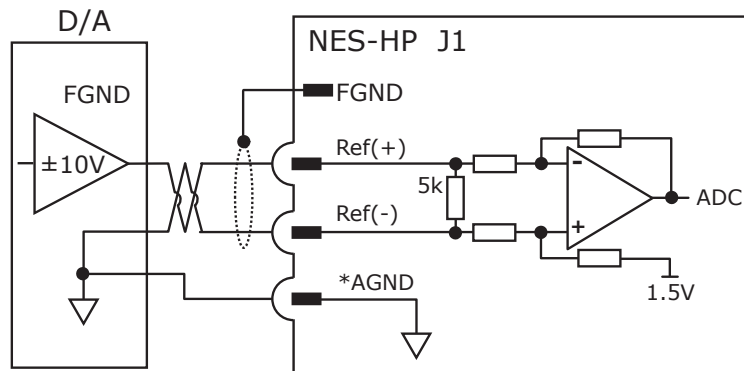 D/A
NES-HP J1
FGND
FGND
±10V
Ref(+)
5k
-
ADC
Ref(-)
+
*AGND
1.5V